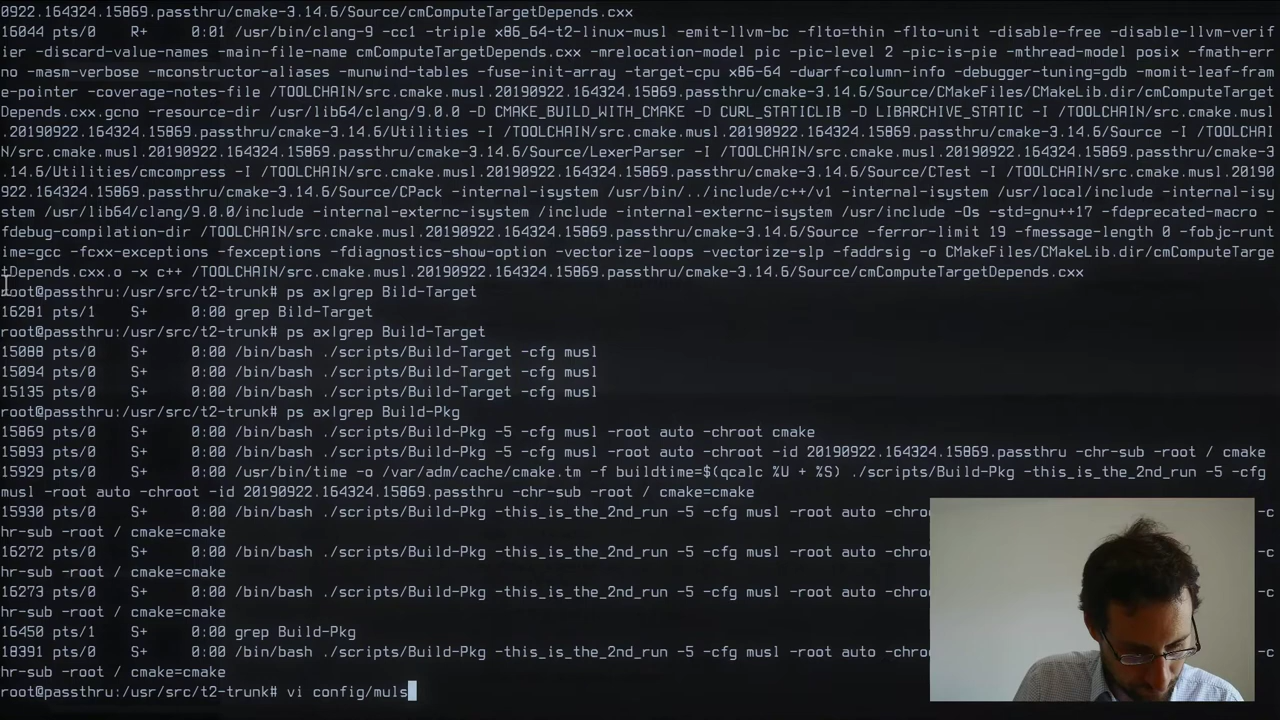 0922.164324.15869.passthru/cmake-3.14.6/Source/cmComputeTargetDepends.cxx
16044 pts/0    R+     0:01 /usr/bin/clang-9 -cc1 -triple x86_64-t2-linux-musl -emit-llvm-bc -flto=thin -flto-unit -disable-free -disable-llvm-verif
ier -discard-value-names -main-file-name cmComputeTargetDepends.cxx -mrelocation-model pic -pic-level 2 -pic-is-pie -mthread-model posix -fmath-err
no -masm-verbose -mconstructor-aliases -munwind-tables -fuse-init-array -target-cpu x86-64 -dwarf-column-info -debugger-tuning=gdb -momit-leaf-fram
e-pointer -coverage-notes-file /TOOLCHAIN/src.cmake.musl.20190922.164324.15869.passthru/cmake-3.14.6/Source/CMakeFiles/CMakeLib.dir/cmComputeTarget
Depends.cxx.gcno -resource-dir /usr/lib64/clang/9.0.0 -D CMAKE_BUILD_WITH_CMAKE -D CURL_STATICLIB -D LIBARCHIVE_STATIC -I /TOOLCHAIN/src.cmake.musl
.20190922.164324.15869.passthru/cmake-3.14.6/Utilities -I /TOOLCHAIN/src.cmake.musl.20190922.164324.15869.passthru/cmake-3.14.6/Source -I /TOOLCHAI
N/src.cmake.musl.20190922.164324.15869.passthru/cmake-3.14.6/Source/LexerParser -I /TOOLCHAIN/src.cmake.musl.20190922.164324.15869.passthru/cmake-3
.14.6/Utilities/cmcompress -I /TOOLCHAIN/src.cmake.musl.20190922.164324.15869.passthru/cmake-3.14.6/Source/CTest -I /TOOLCHAIN/src.cmake.musl.20190
922.164324.15869.passthru/cmake-3.14.6/Source/CPack -internal-isystem /usr/bin/../include/c++/v1 -internal-isystem /usr/local/include -internal-isy
stem /usr/lib64/clang/9.0.0/include -internal-externc-isystem /include -internal-externc-isystem /usr/include -Os -std=gnu++17 -fdeprecated-macro -
fdebug-compilation-dir /TOOLCHAIN/src.cmake.musl.20190922.164324.15869.passthru/cmake-3.14.6/Source -ferror-limit 19 -fmessage-length 0 -fobjc-runt
ime=gcc -fcxx-exceptions -fexceptions -fdiagnostics-show-option -vectorize-loops -vectorize-slp -faddrsig -o CMakeFiles/CMakeLib.dir/cmComputeTarge
tDepends.cxx.o -x c++ /TOOLCHAIN/src.cmake.musl.20190922.164324.15869.passthru/cmake-3.14.6/Source/cmComputeTargetDepends.cxx
root@passthru:/usr/src/t2-trunk# ps ax|grep Bild-Target
16281 pts/1    S+     0:00 grep Bild-Target
root@passthru:/usr/src/t2-trunk# ps ax|grep Build-Target
15088 pts/0    S+     0:00 /bin/bash ./scripts/Build-Target -cfg musl
15094 pts/0    S+     0:00 /bin/bash ./scripts/Build-Target -cfg musl
15135 pts/0    S+     0:00 /bin/bash ./scripts/Build-Target -cfg musl
root@passthru:/usr/src/t2-trunk# ps ax|grep Build-Pkg
15869 pts/0    S+     0:00 /bin/bash ./scripts/Build-Pkg -5 -cfg musl -root auto -chroot cmake
15893 pts/0    S+     0:00 /bin/bash ./scripts/Build-Pkg -5 -cfg musl -root auto -chroot -id 20190922.164324.15869.passthru -chr-sub -root / cmake
15929 pts/0    S+     0:00 /usr/bin/time -o /var/adm/cache/cmake.tm -f buildtime=$(qcalc %U + %S) ./scripts/Build-Pkg -this_is_the_2nd_run -5 -cfg
musl -root auto -chroot -id 20190922.164324.15869.passthru -chr-sub -root / cmake=cmake
15930 pts/0    S+     0:00 /bin/bash ./scripts/Build-Pkg -this_is_the_2nd_run -5 -cfg musl -root auto -chro -c
hr-sub -root / cmake=cmake
16272 pts/0    S+     0:00 /bin/bash ./scripts/Build-Pkg -this_is_the_2nd_run -5 -cfg musl -root auto -chro -c
hr-sub -root / cmake=cmake
16273 pts/0    S+     0:00 /bin/bash ./scripts/Build-Pkg -this_is_the_2nd_run -5 -cfg musl -root auto -chro -c
hr-sub -root / cmake=cmake
16450 pts/1    S+     0:00 grep Build-Pkg
18391 pts/0    S+     0:00 /bin/bash ./scripts/Build-Pkg -this_is_the_2nd_run -5 -cfg musl -root auto -chro -c
hr-sub -root / cmake=cmake
root@passthru:/usr/src/t2-trunk# vi config/muls